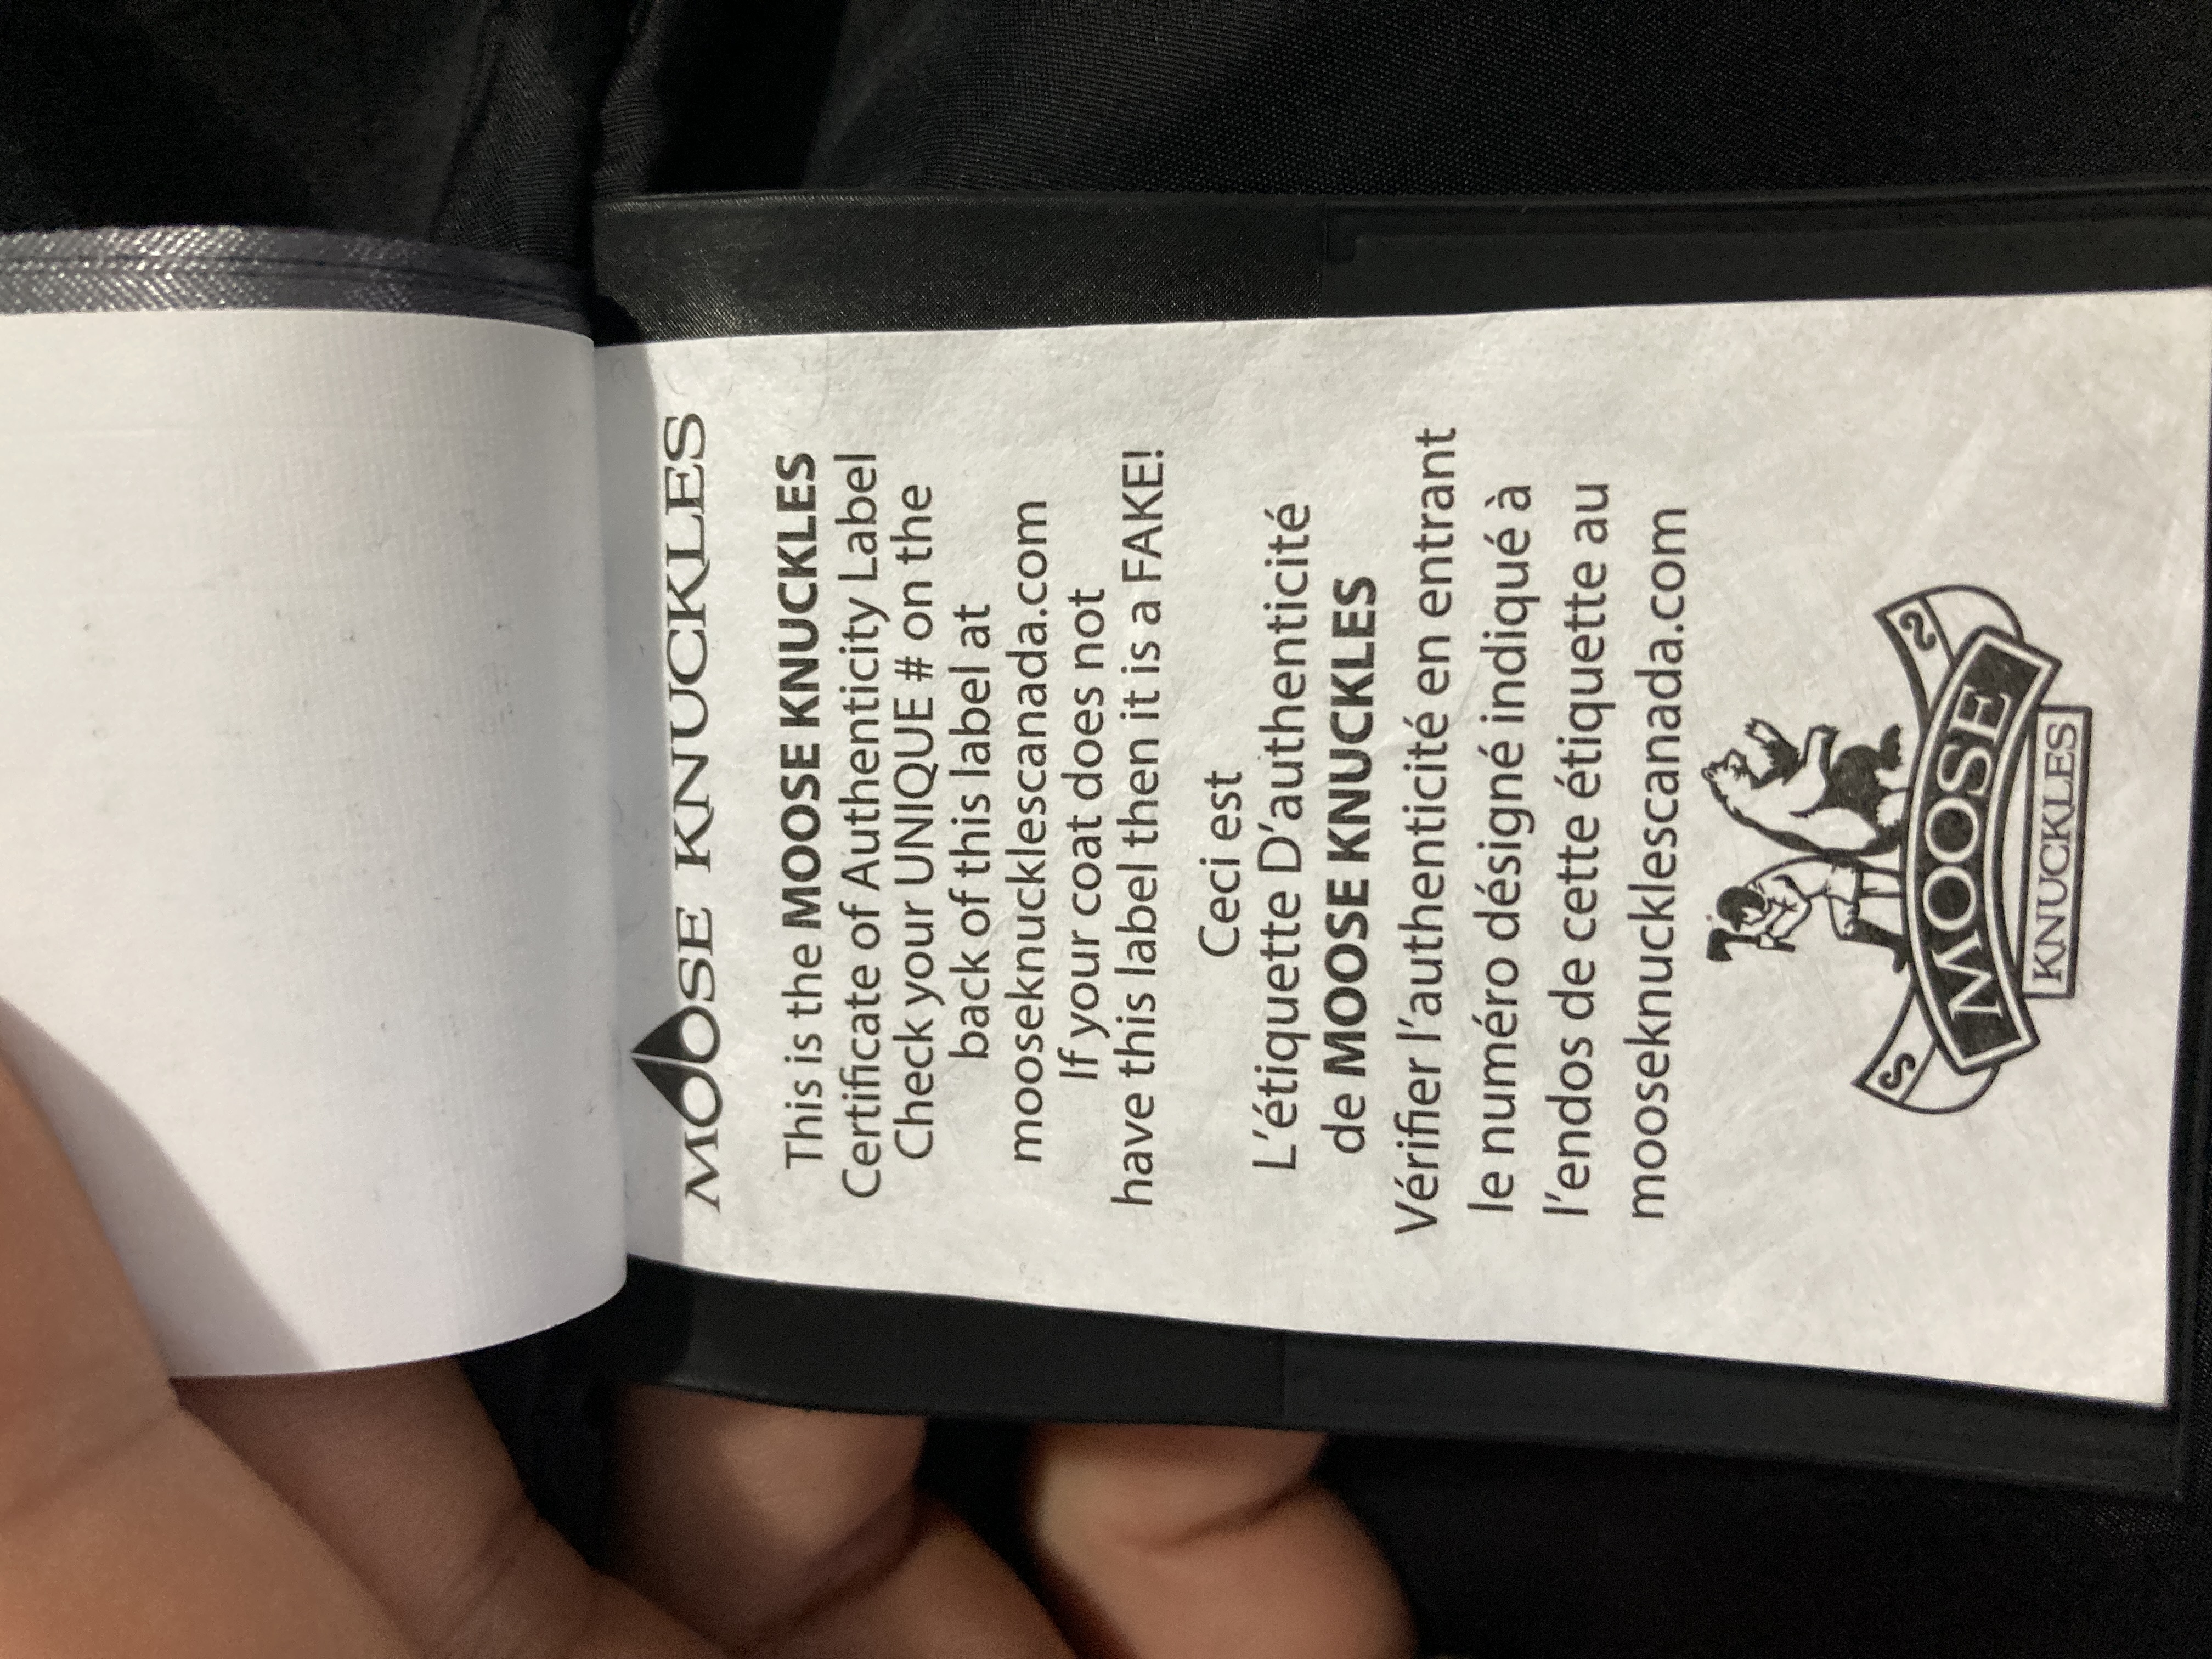 MOOSE KNUCKLES
This is the MOOSE KNUCKLES
Certificate of Authenticity Label
Check your UNIQUE # on the
back of this label at
mooseknucklescanada.com
If your coat does not
have this label then it is a FAKE!
Ceci est
L'étiquette D'authenticité
de MOOSE KNUCKLES
Vérifier l'authenticité en entrant
le numéro désigné indiqué à
l'endos de cette étiquette au
mooseknucklescanada.com
MOOSE
KNUCKLES